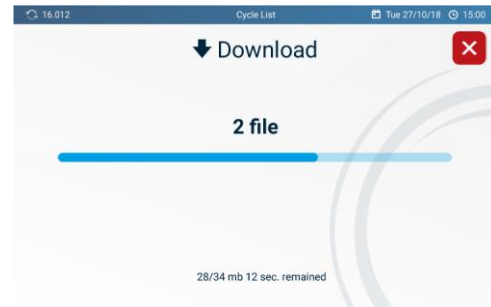 16.012 Cycle List Tue 27/10/18 15:00
Download
2 file
28/34 mb 12 sec. remained